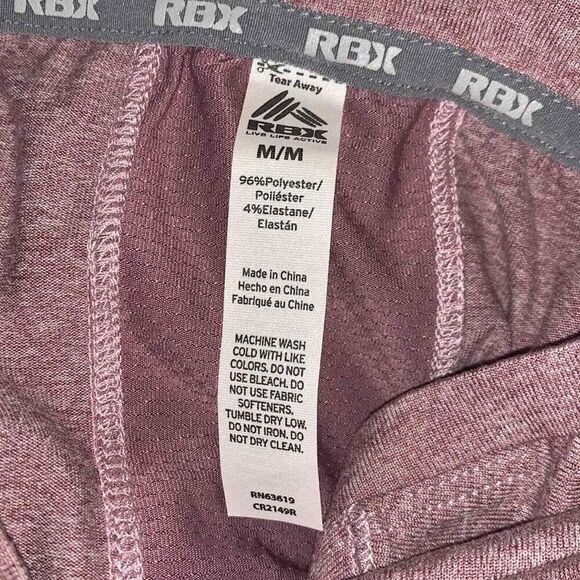 RBX
RBX
RBX
RBX
Tear Away
RBX
LIVE LIFE ACTIVE
M/M
96%Polyester/
Poliéster
4%Elastane/
Elastán
Made in China
Hecho en China
Fabriqué au Chine
MACHINE WASH
COLD WITH LIKE
COLORS. DO NOT
USE BLEACH. DO
NOT USE FABRIC
SOFTENERS.
TUMBLE DRY LOW.
DO NOT IRON. DO
NOT DRY CLEAN.
RN63619
CR2149R